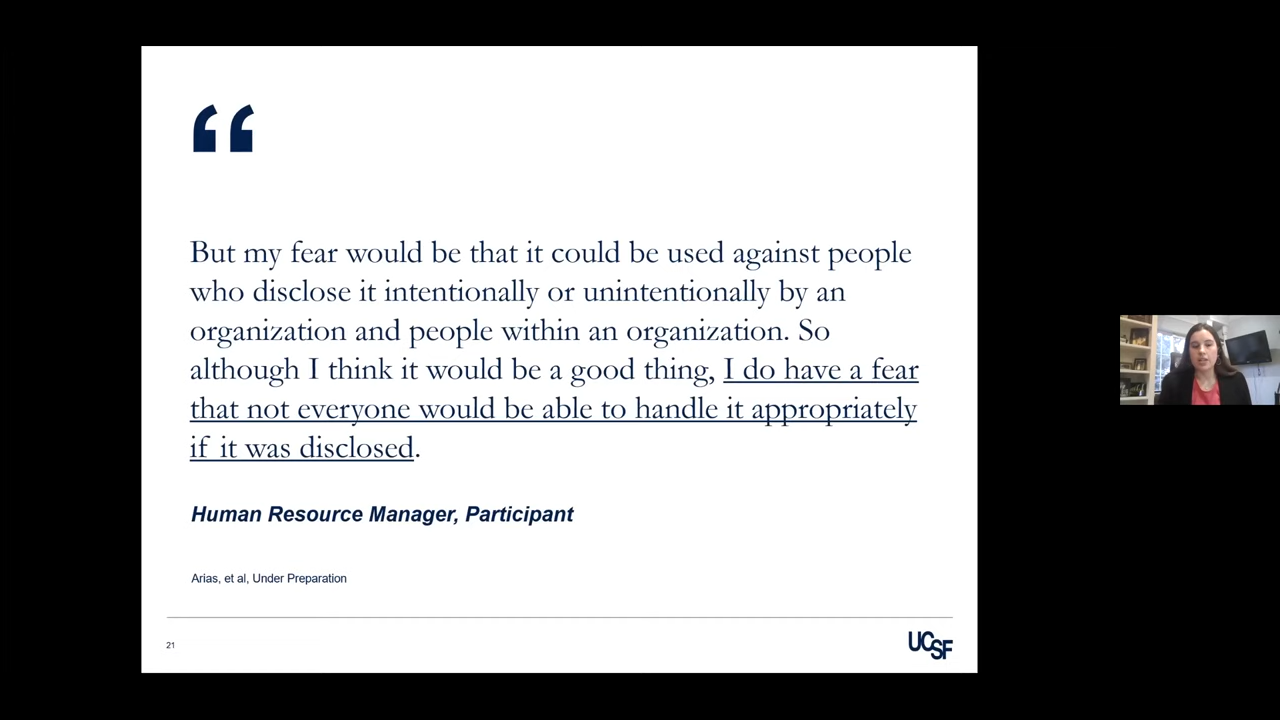 “
But my fear would be that it could be used against people
who disclose it intentionally or unintentionally by an
organization and people within an organization. So
although I think it would be a good thing, I do have a fear
that not everyone would be able to handle it appropriately
if it was disclosed.
Human Resource Manager, Participant
Arias, et al, Under Preparation
21
UCSF